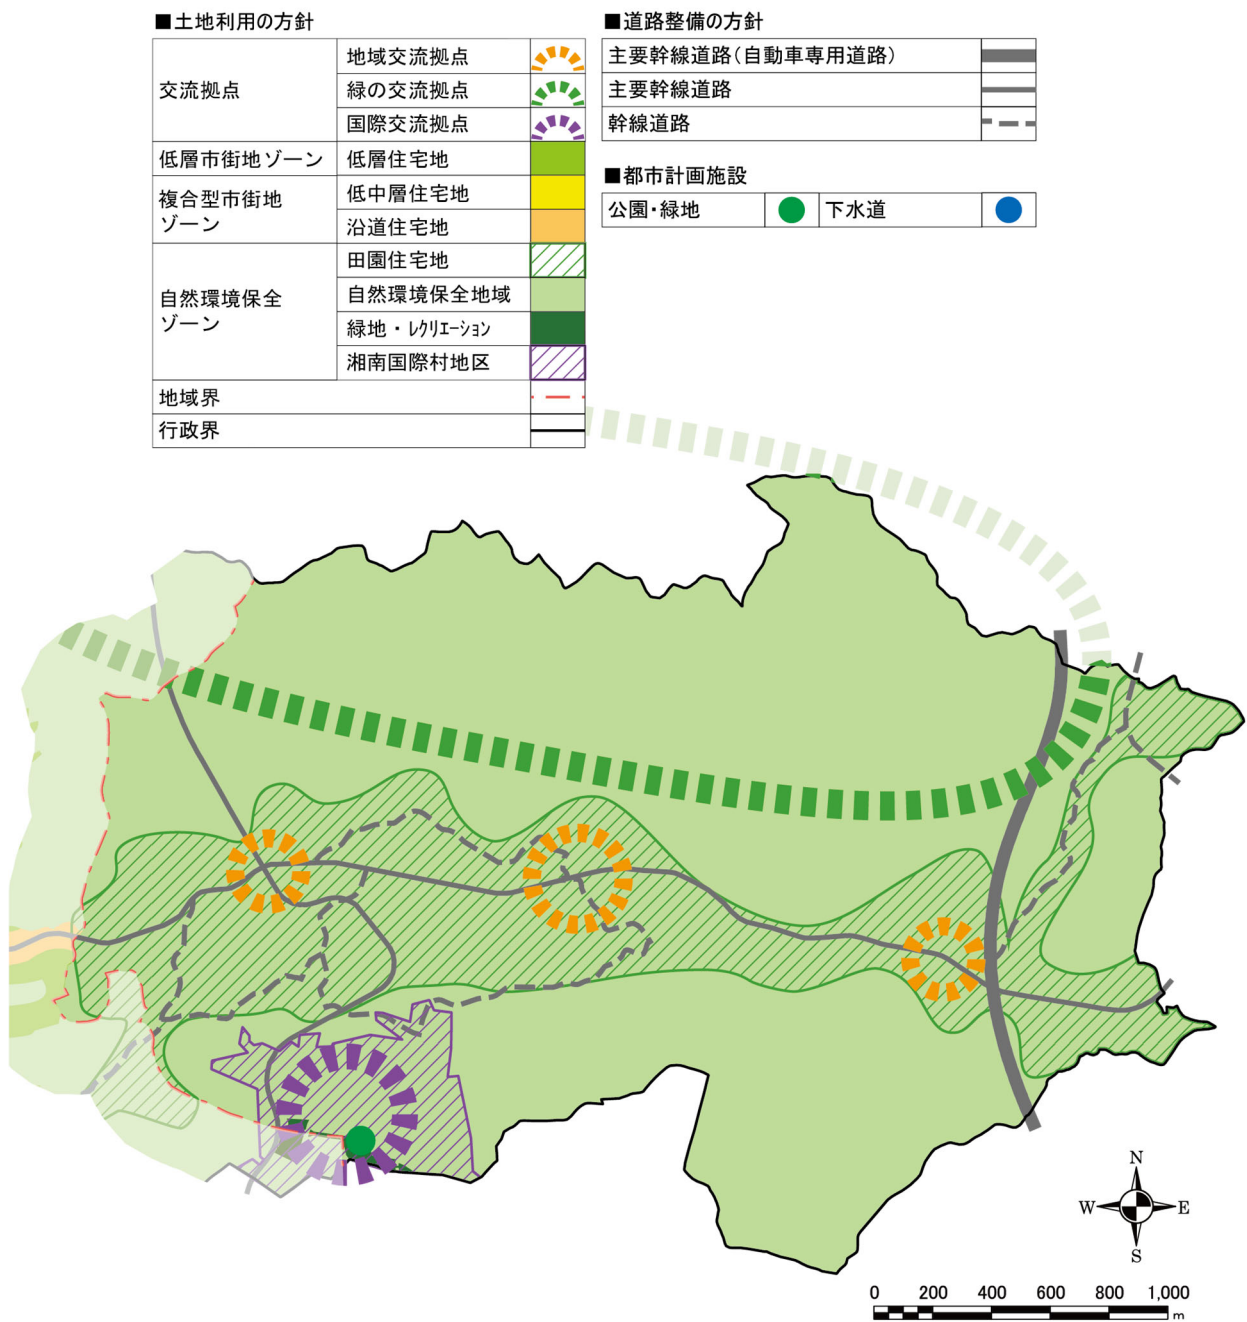 ■土地利用の方針
交流拠点
地域交流拠点
緑の交流拠点
国際交流拠点
低層市街地ゾーン
低層住宅地
複合型市街地
ゾーン
低中層住宅地
沿道住宅地
自然環境保全
ゾーン
田園住宅地
自然環境保全地域
緑地・ﾚｸﾘｴｰｼｮﾝ
湘南国際村地区
地域界
行政界
■道路整備の方針
主要幹線道路(自動車専用道路)
主要幹線道路
幹線道路
■都市計画施設
公園・緑地
下水道
N
W
E
S
0 200 400 600 800 1,000
m